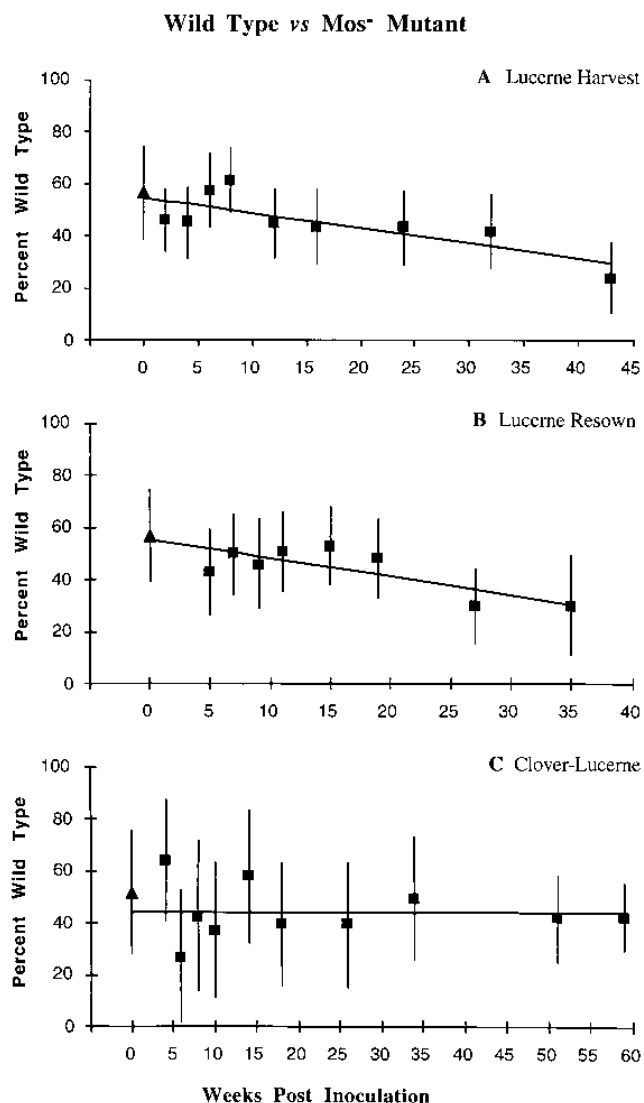 Wild Type vs Mos- Mutant
A Lucerne Harvest
Percent Wild Type
100
80
60
40
20
0
0 5 10 15 20 25 30 35 40 45
B Lucerne Resown
Percent Wild Type
100
80
60
40
20
0
0 5 10 15 20 25 30 35 40
C Clover-Lucerne
Percent Wild Type
100
80
60
40
20
0
0 5 10 15 20 25 30 35 40 45 50 55 60
Weeks Post Inoculation